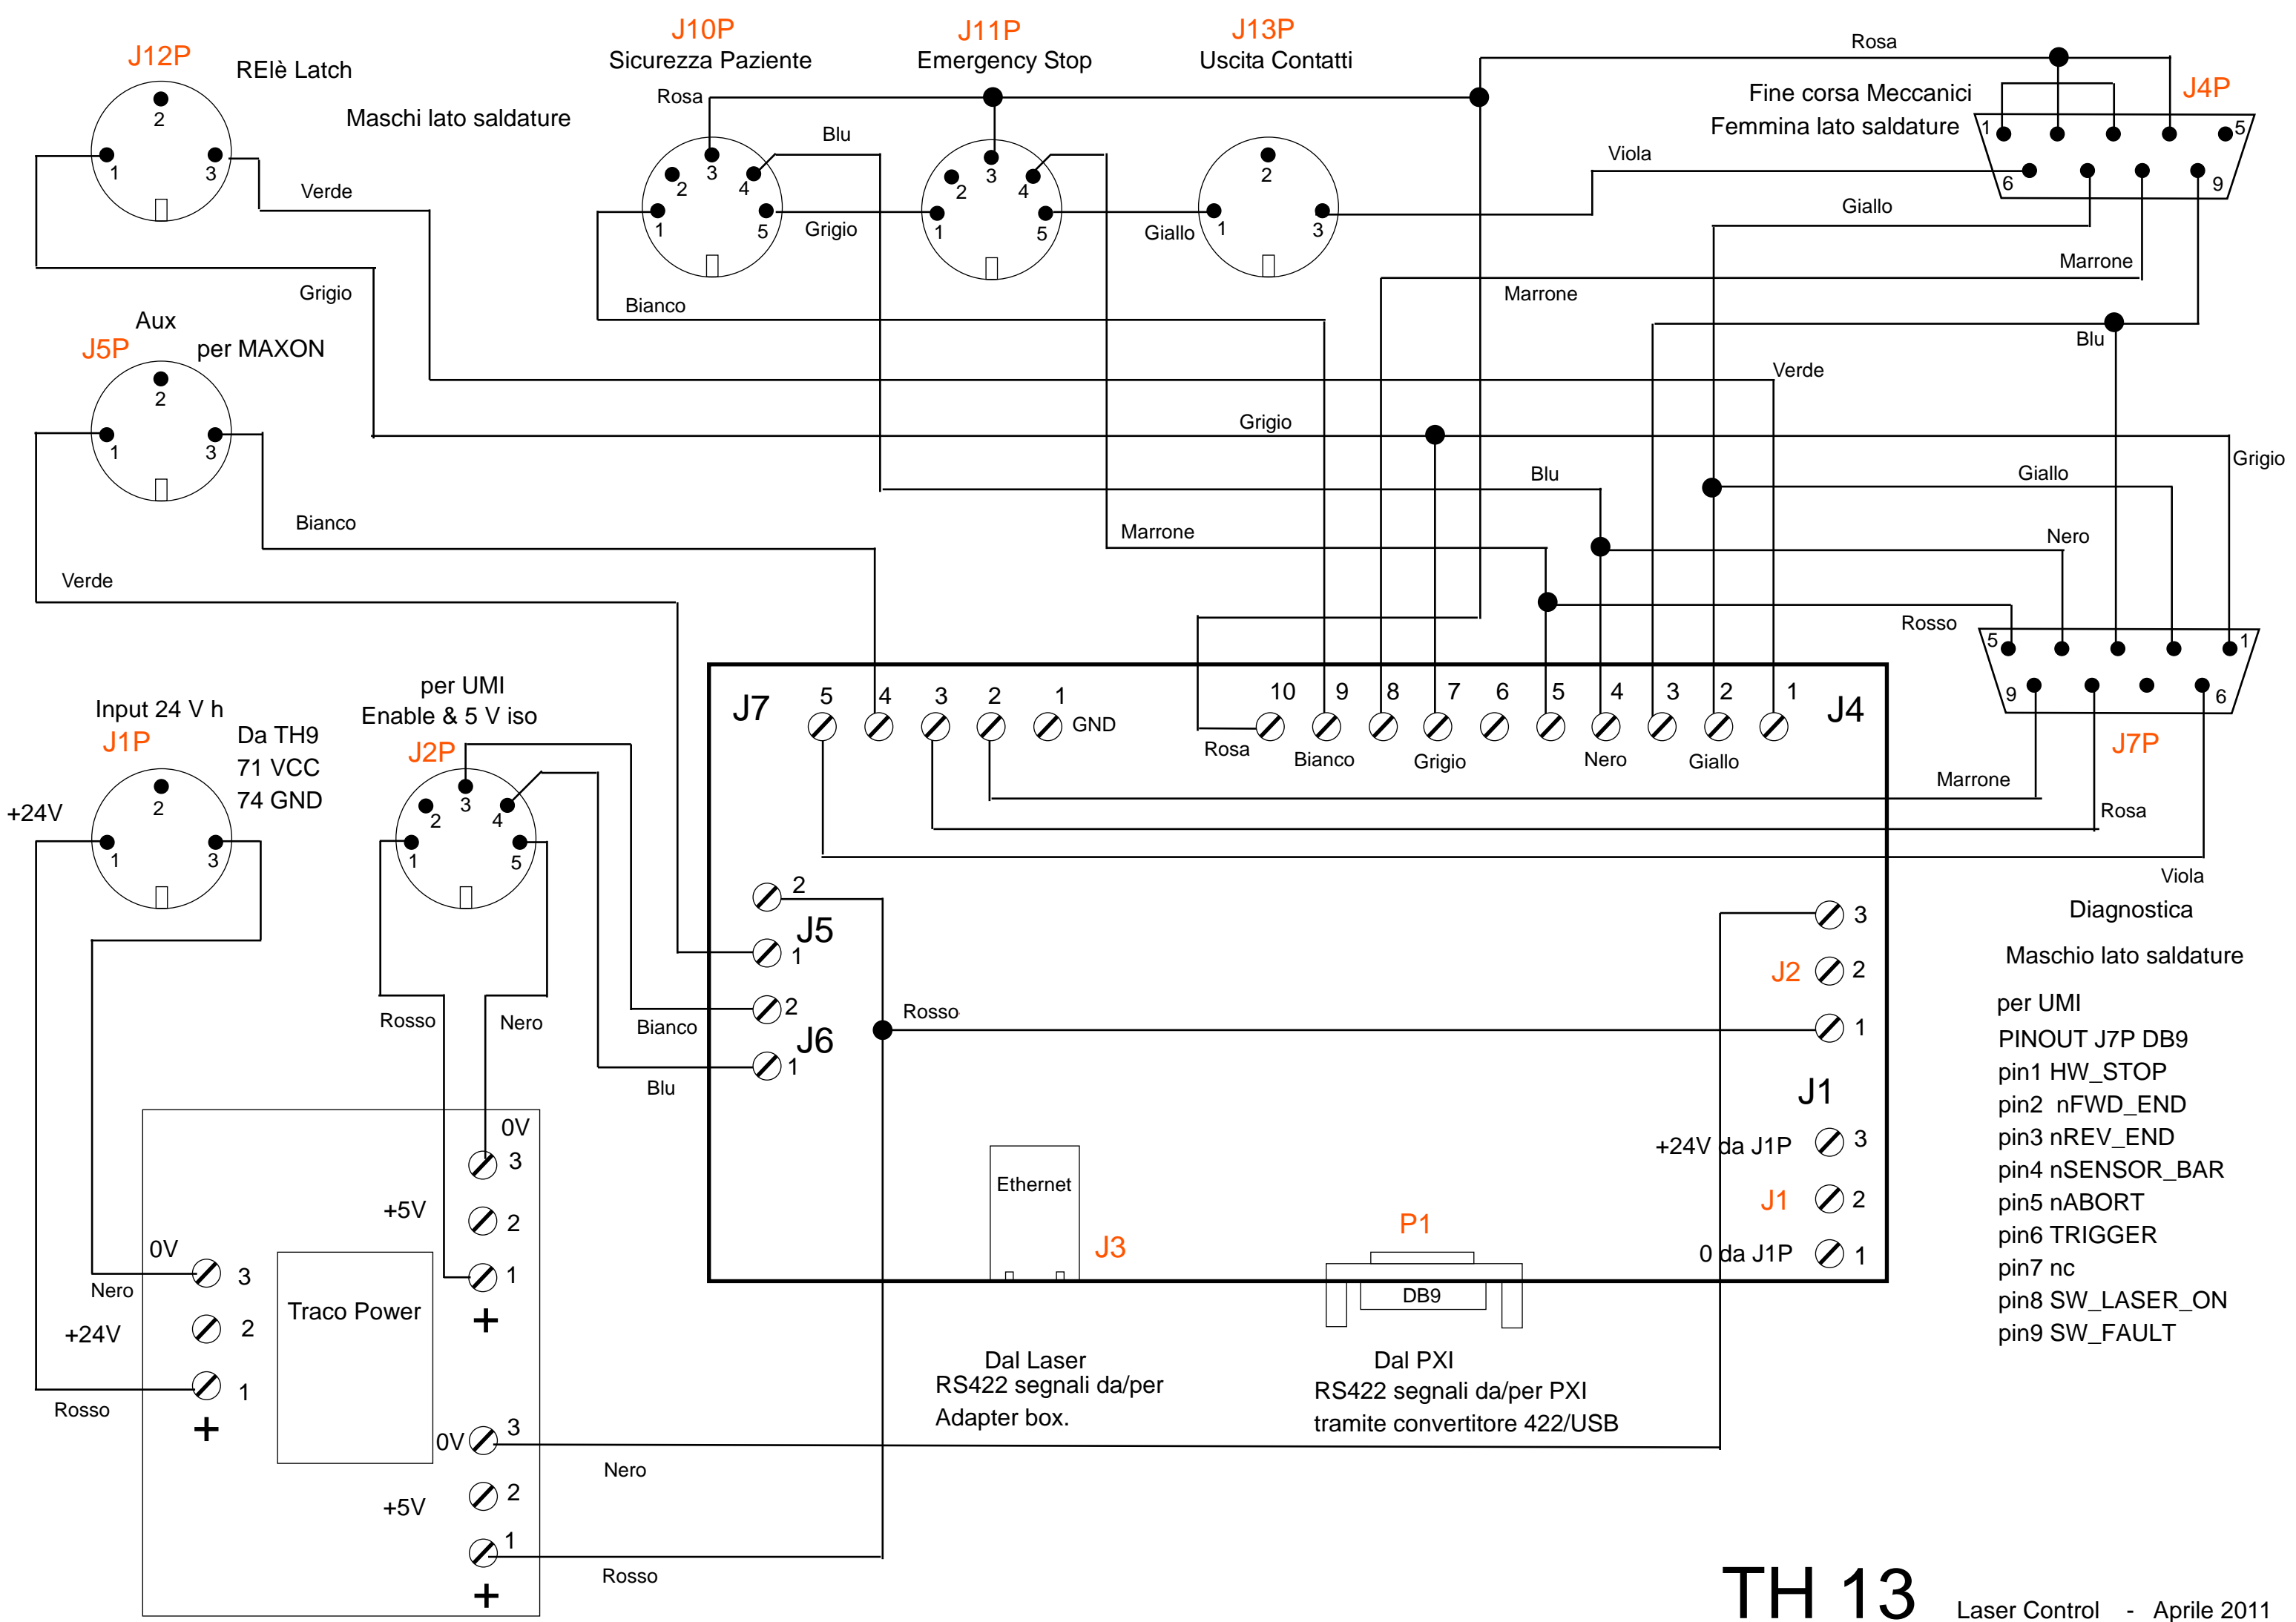 J12P
RElè Latch
Maschi lato saldature
2
1
3
Verde
Grigio
J10P
Sicurezza Paziente
Rosa
Blu
2
3
4
1
5
Grigio
Bianco
J11P
Emergency Stop
2
3
4
1
5
Giallo
J13P
Uscita Contatti
2
1
3
Rosa
Fine corsa Meccanici
Femmina lato saldature
J4P
1
5
6
9
Viola
Giallo
Marrone
Marrone
Blu
Verde
Aux
J5P
per MAXON
2
1
3
Bianco
Verde
Grigio
Grigio
Blu
Giallo
Marrone
Nero
Rosso
5
1
9
6
J7P
Marrone
Rosa
Viola
Input 24 V h
J1P
Da TH9
71 VCC
74 GND
+24V
2
1
3
per UMI
Enable & 5 V iso
J2P
2
3
4
1
5
Rosso
Nero
Bianco
Blu
J7
5
4
3
2
1
GND
10
9
8
7
6
5
4
3
2
1
J4
Rosa
Bianco
Grigio
Nero
Giallo
2
J5
1
2
J6
1
Rosso
3
J2
2
1
J1
+24V da J1P
3
J1
2
0 da J1P
1
Ethernet
J3
P1
DB9
Dal Laser
RS422 segnali da/per
Adapter box.
Dal PXI
RS422 segnali da/per PXI
tramite convertitore 422/USB
0V
3
+5V
2
1
+
0V
3
Nero
+24V
2
1
Rosso
+
Traco Power
0V
3
Nero
+5V
2
1
Rosso
+
Diagnostica
Maschio lato saldature
per UMI
PINOUT J7P DB9
pin1 HW_STOP
pin2 nFWD_END
pin3 nREV_END
pin4 nSENSOR_BAR
pin5 nABORT
pin6 TRIGGER
pin7 nc
pin8 SW_LASER_ON
pin9 SW_FAULT
TH 13
Laser Control - Aprile 2011